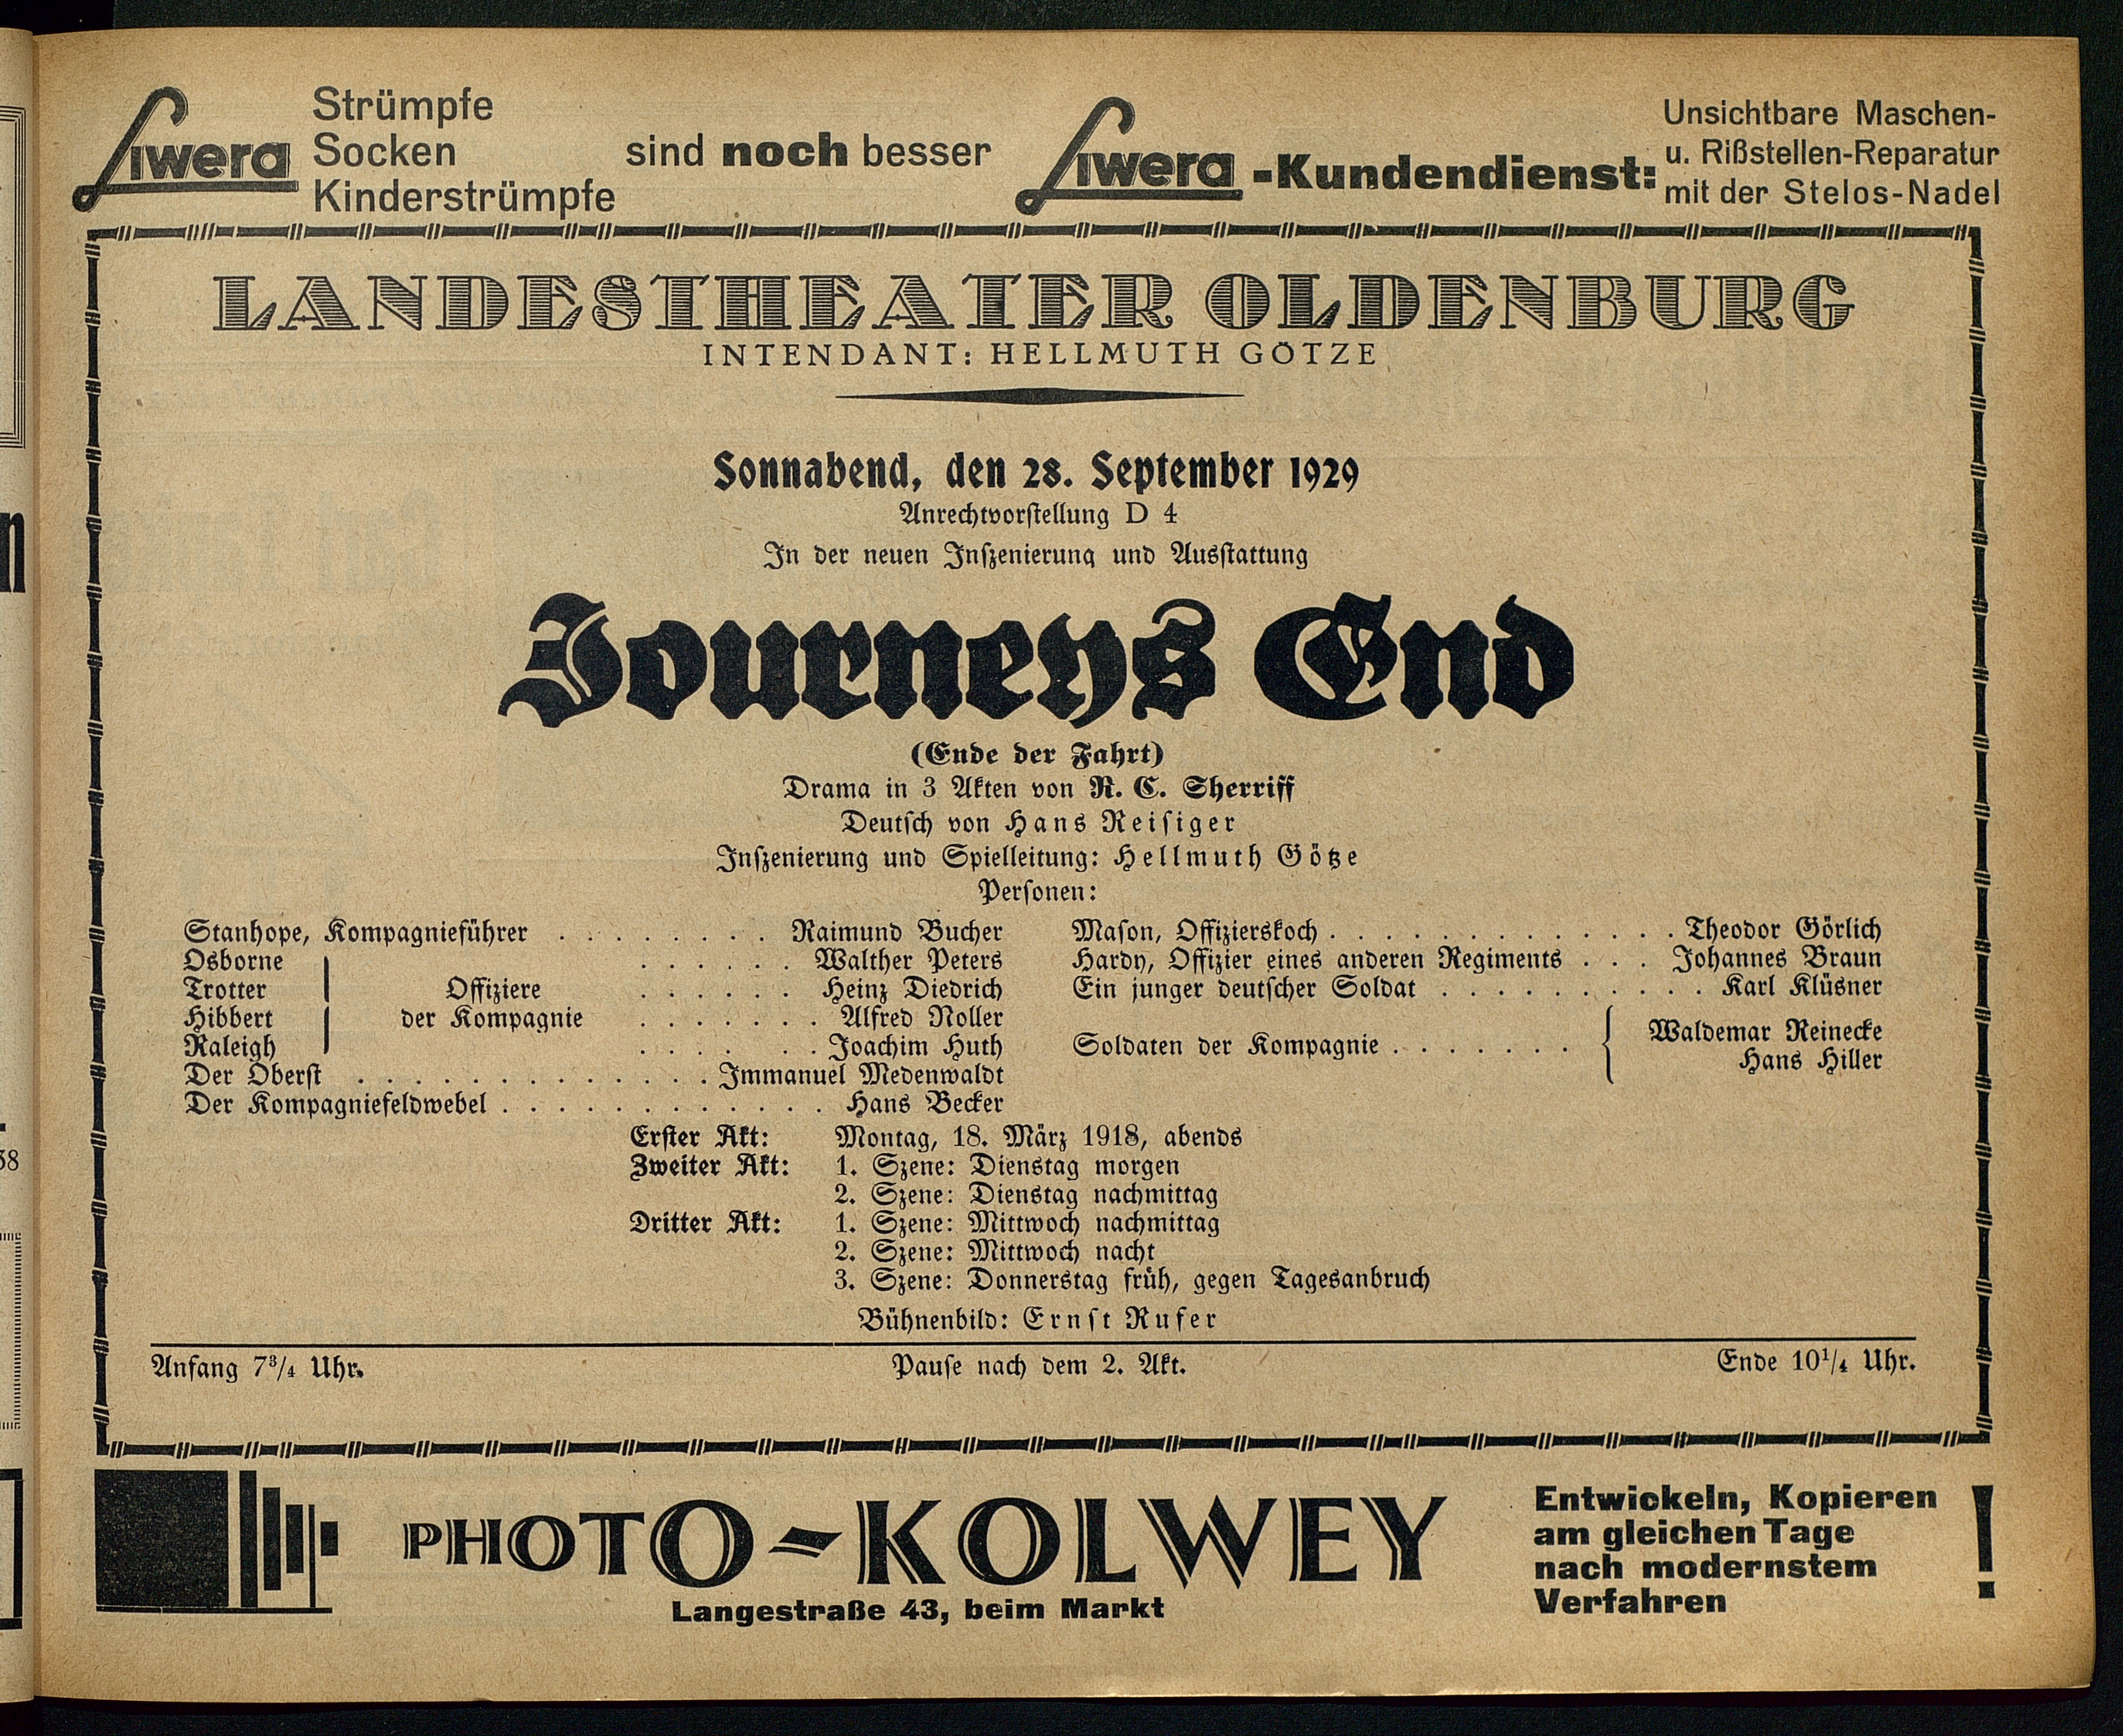 Liwera Strümpfe
Socken
Kinderstrümpfe
sind noch besser
Liwera-Kundendienst:
Unsichtbare Maschen-
u. Rißstellen-Reparatur
mit der Stelos-Nadel
LANDESTHEATER OLDENBURG
INTENDANT: HELLMUTH GÖTZE
Sonnabend, den 28. September 1929
Anrechtvorstellung D 4
In der neuen Inszenierung und Ausstattung
Journeys End
(Ende der Fahrt)
Drama in 3 Akten von R. C. Sherriff
Deutsch von Hans Reisiger
Inszenierung und Spielleitung: Hellmuth Götze
Personen:
Stanhope, Kompagnieführer . . . . . . . . Raimund Bucher
Osborne . . . . . . Walther Peters
Trotter Offiziere . . . . . . Heinz Diedrich
Hibbert der Kompagnie . . . . . . . Alfred Noller
Raleigh . . . . . . Joachim Huth
Der Oberst . . . . . . . . . . . . . Immanuel Medenwaldt
Der Kompagniefeldwebel . . . . . . . . . . . . Hans Becker
Mason, Offizierskoch . . . . . . . . . . . . . Theodor Görlich
Hardy, Offizier eines anderen Regiments . . . Johannes Braun
Ein junger deutscher Soldat . . . . . . . . . . Karl Klüsner
Soldaten der Kompagnie . . . . . . . { Waldemar Reinecke
Hans Hiller
Erster Akt: Montag, 18. März 1918, abends
Zweiter Akt: 1. Szene: Dienstag morgen
2. Szene: Dienstag nachmittag
Dritter Akt: 1. Szene: Mittwoch nachmittag
2. Szene: Mittwoch nacht
3. Szene: Donnerstag früh, gegen Tagesanbruch
Bühnenbild: Ernst Rufer
Anfang 7¾ Uhr. Pause nach dem 2. Akt. Ende 10¼ Uhr.
PHOTO-KOLWEY
Langestraße 43, beim Markt
Entwickeln, Kopieren
am gleichen Tage
nach modernstem
Verfahren !